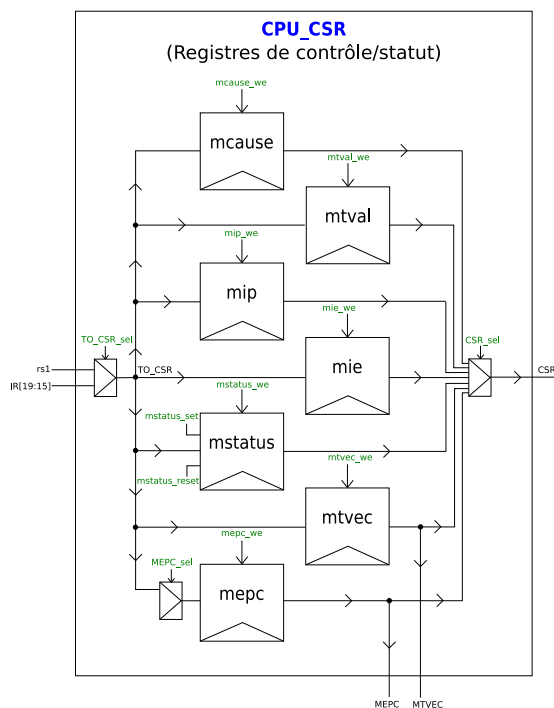 CPU_CSR
(Registres de contrôle/statut)
mcause_we
mcause
mtval_we
mtval
mip_we
mip
mie_we
mie
TO_CSR_sel
CSR_sel
rs1
IR[19:15]
TO_CSR
CSR
mstatus_we
mstatus_set
mstatus
mstatus_reset
mtvec_we
mtvec
mepc_we
MEPC_sel
mepc
MEPC
MTVEC